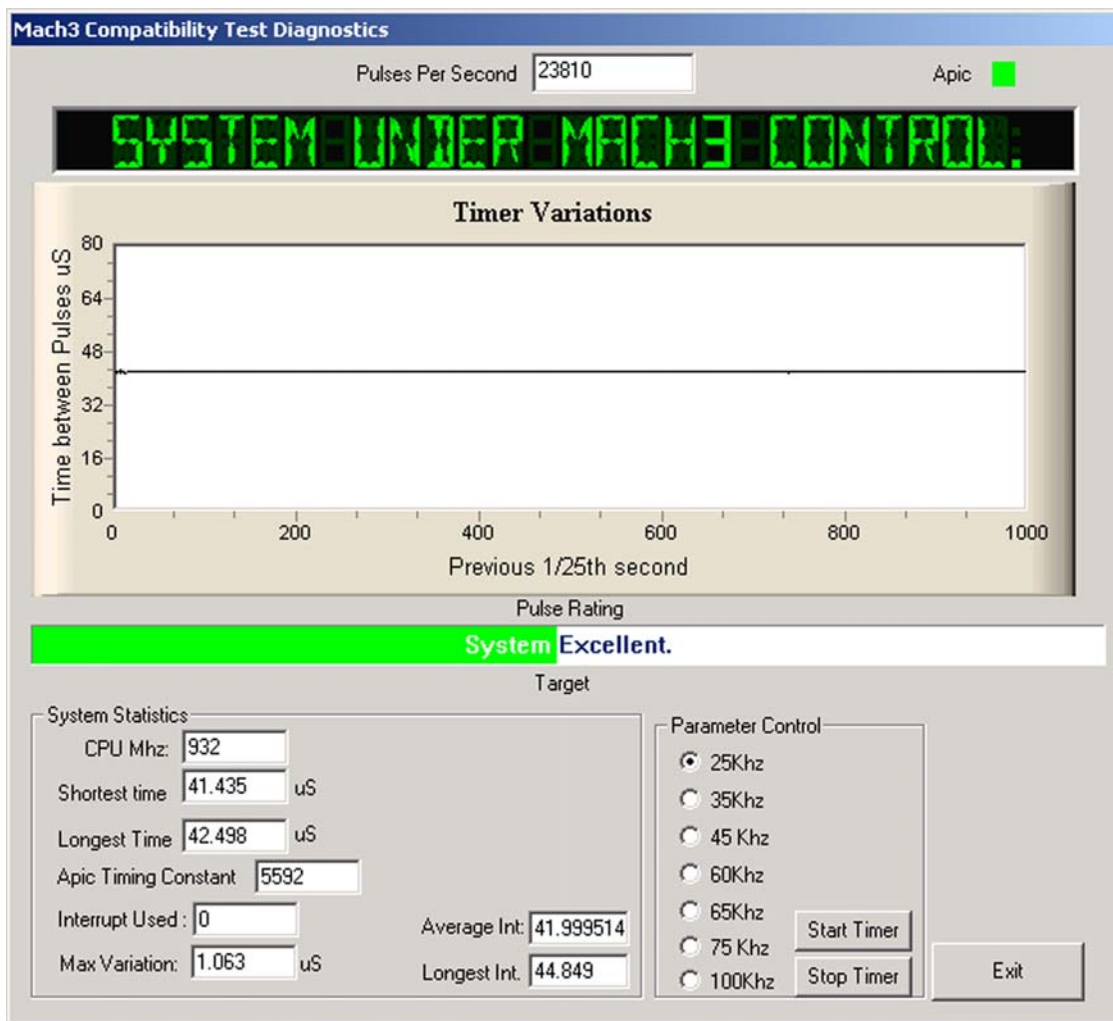 Mach3 Compatibility Test Diagnostics
Pulses Per Second 23810 Apic
SYSTEM UNDER MACH3 CONTROL.
Timer Variations
Time between Pulses uS
80
64
48
32
16
0
0 200 400 600 800 1000
Previous 1/25th second
Pulse Rating
System Excellent.
Target
System Statistics
CPU Mhz: 932
Shortest time 41.435 uS
Longest Time 42.498 uS
Apic Timing Constant 5592
Interrupt Used : 0
Max Variation: 1.063 uS
Average Int: 41.999514
Longest Int. 44.849
Parameter Control
25Khz
35Khz
45 Khz
60Khz
65Khz
75 Khz
100Khz
Start Timer
Stop Timer
Exit